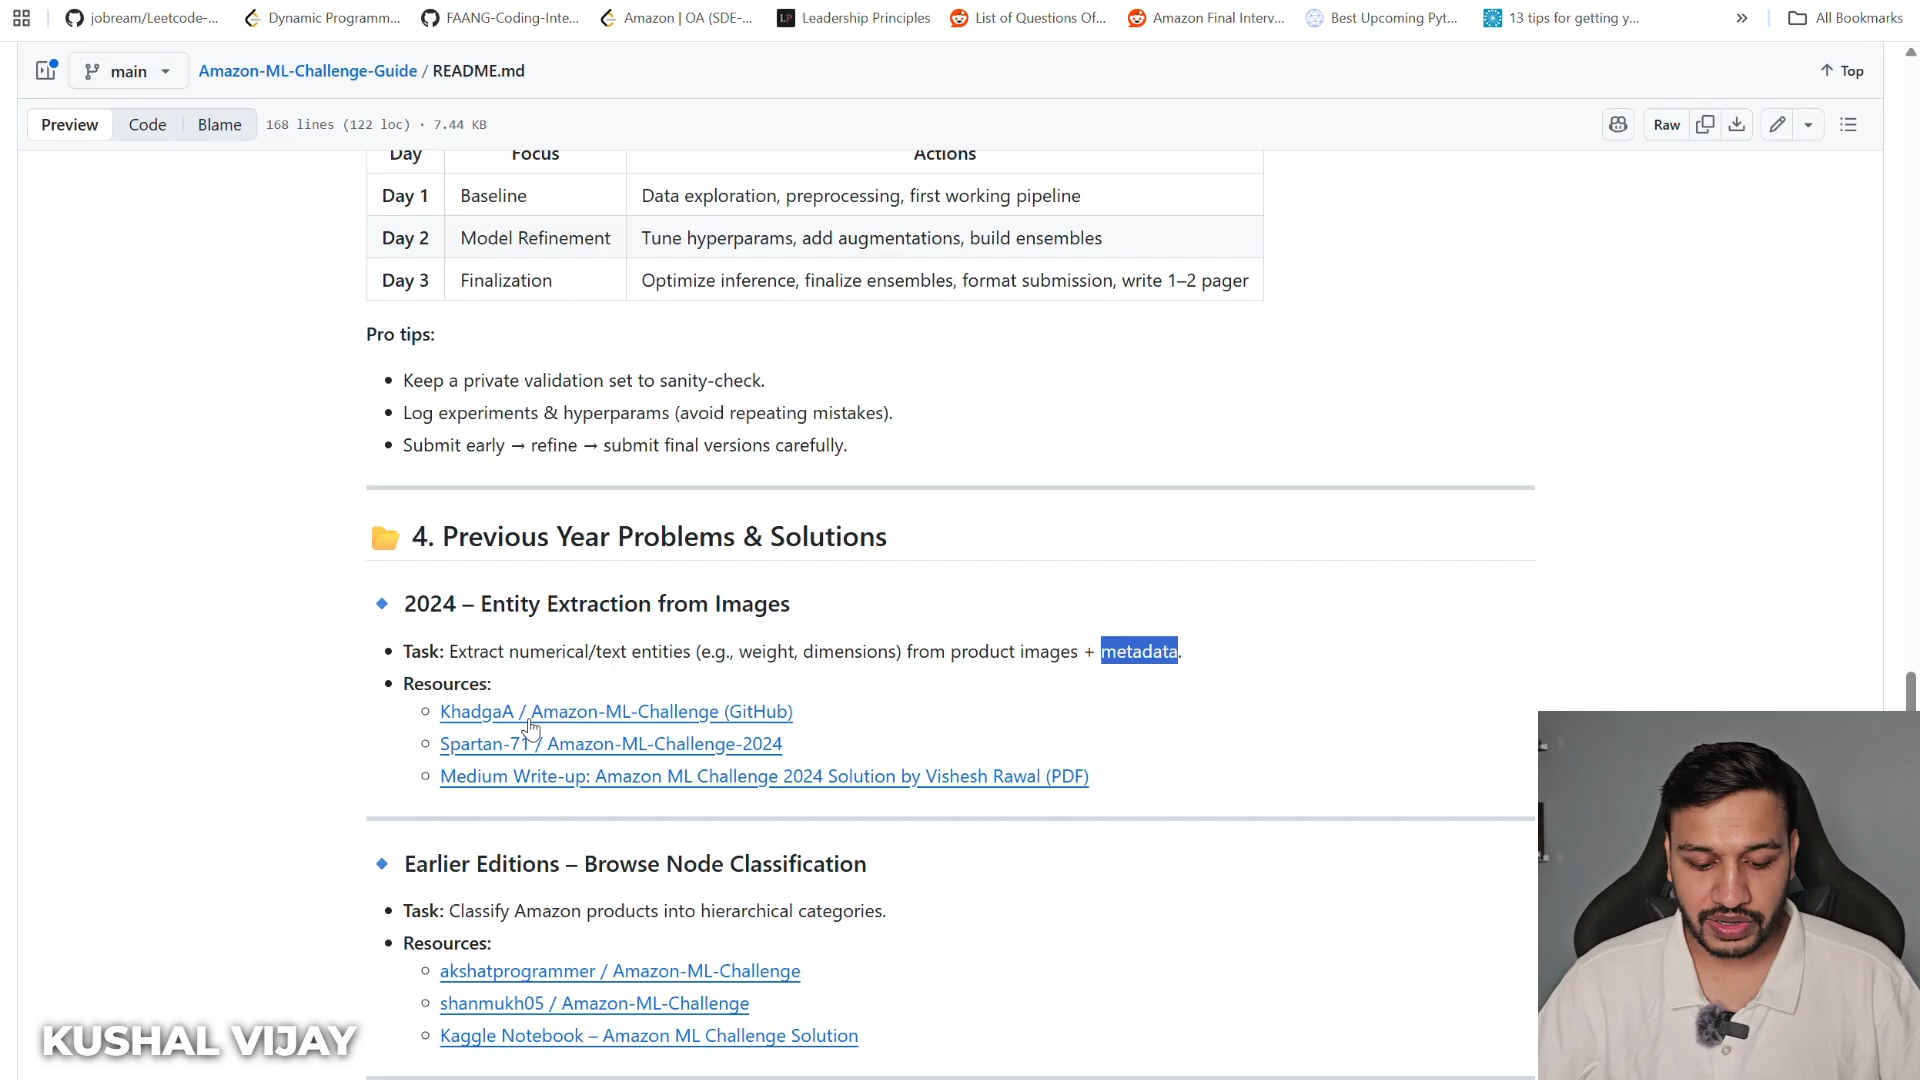 jobream/Leetcode-...
Dynamic Programm...
FAANG-Coding-Inte...
Amazon | OA (SDE-...
LP Leadership Principles
List of Questions Of...
Amazon Final Interv...
Best Upcoming Pyt...
13 tips for getting y...
»
All Bookmarks
main
Amazon-ML-Challenge-Guide / README.md
↑ Top
Preview
Code
Blame
168 lines (122 loc) · 7.44 KB
Raw
Day Focus Actions
Day 1 Baseline Data exploration, preprocessing, first working pipeline
Day 2 Model Refinement Tune hyperparams, add augmentations, build ensembles
Day 3 Finalization Optimize inference, finalize ensembles, format submission, write 1–2 pager
Pro tips:
• Keep a private validation set to sanity-check.
• Log experiments & hyperparams (avoid repeating mistakes).
• Submit early → refine → submit final versions carefully.
4. Previous Year Problems & Solutions
2024 – Entity Extraction from Images
• Task: Extract numerical/text entities (e.g., weight, dimensions) from product images + metadata.
• Resources:
KhadgaA / Amazon-ML-Challenge (GitHub)
Spartan-71 / Amazon-ML-Challenge-2024
Medium Write-up: Amazon ML Challenge 2024 Solution by Vishesh Rawal (PDF)
Earlier Editions – Browse Node Classification
• Task: Classify Amazon products into hierarchical categories.
• Resources:
akshatprogrammer / Amazon-ML-Challenge
shanmukh05 / Amazon-ML-Challenge
Kaggle Notebook – Amazon ML Challenge Solution
KUSHAL VIJAY